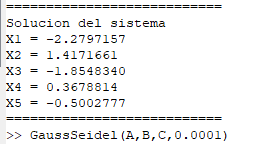 ===========================
Solucion del sistema
X1 = -2.2797157
X2 = 1.4171661
X3 = -1.8548340
X4 = 0.3678814
X5 = -0.5002777
===========================
>> GaussSeidel(A,B,C,0.0001)